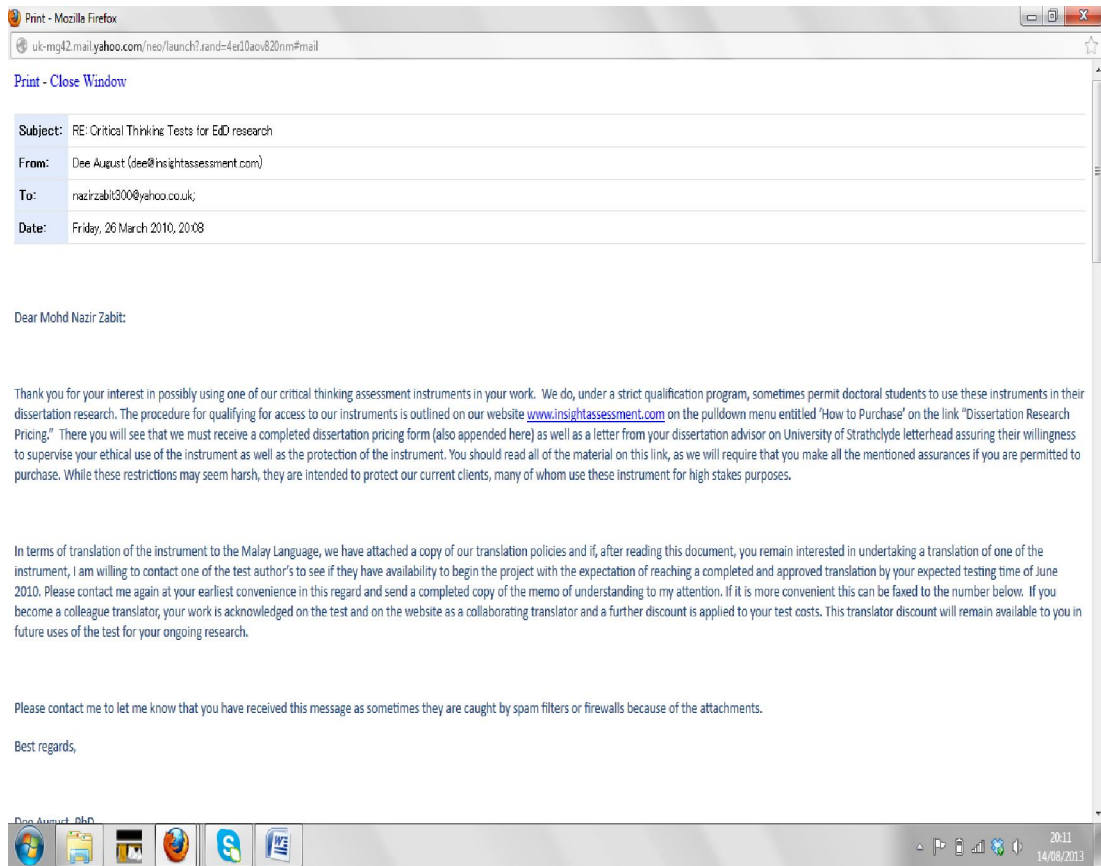 Print - Mozilla Firefox
uk-mg42.mail.yahoo.com/neo/launch?.rand=4er10aov820nm#mail
Print - Close Window
Subject: RE: Critical Thinking Tests for EdD research
From: Dee August (dee@insightassessment.com)
To: nazirzabit300@yahoo.co.uk;
Date: Friday, 26 March 2010, 20:08
Dear Mohd Nazir Zabit:
Thank you for your interest in possibly using one of our critical thinking assessment instruments in your work. We do, under a strict qualification program, sometimes permit doctoral students to use these instruments in their
dissertation research. The procedure for qualifying for access to our instruments is outlined on our website www.insightassessment.com on the pulldown menu entitled 'How to Purchase' on the link "Dissertation Research
Pricing." There you will see that we must receive a completed dissertation pricing form (also appended here) as well as a letter from your dissertation advisor on University of Strathclyde letterhead assuring their willingness
to supervise your ethical use of the instrument as well as the protection of the instrument. You should read all of the material on this link, as we will require that you make all the mentioned assurances if you are permitted to
purchase. While these restrictions may seem harsh, they are intended to protect our current clients, many of whom use these instrument for high stakes purposes.
In terms of translation of the instrument to the Malay Language, we have attached a copy of our translation policies and if, after reading this document, you remain interested in undertaking a translation of one of the
instrument, I am willing to contact one of the test author's to see if they have availability to begin the project with the expectation of reaching a completed and approved translation by your expected testing time of June
2010. Please contact me again at your earliest convenience in this regard and send a completed copy of the memo of understanding to my attention. If it is more convenient this can be faxed to the number below. If you
become a colleague translator, your work is acknowledged on the test and on the website as a collaborating translator and a further discount is applied to your test costs. This translator discount will remain available to you in
future uses of the test for your ongoing research.
Please contact me to let me know that you have received this message as sometimes they are caught by spam filters or firewalls because of the attachments.
Best regards,
Dee August, PhD
20:11
14/08/2013